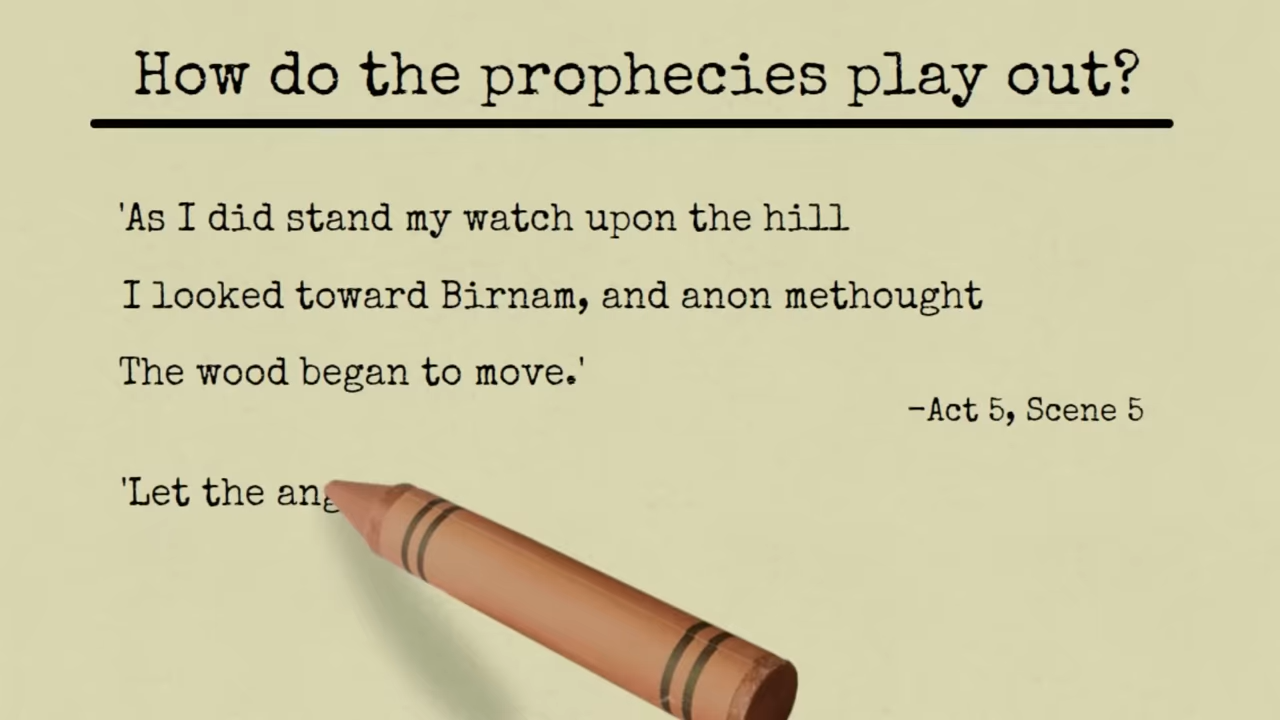 How do the prophecies play out?
'As I did stand my watch upon the hill
I looked toward Birnam, and anon methought
The wood began to move.'
–Act 5, Scene 5
'Let the ang